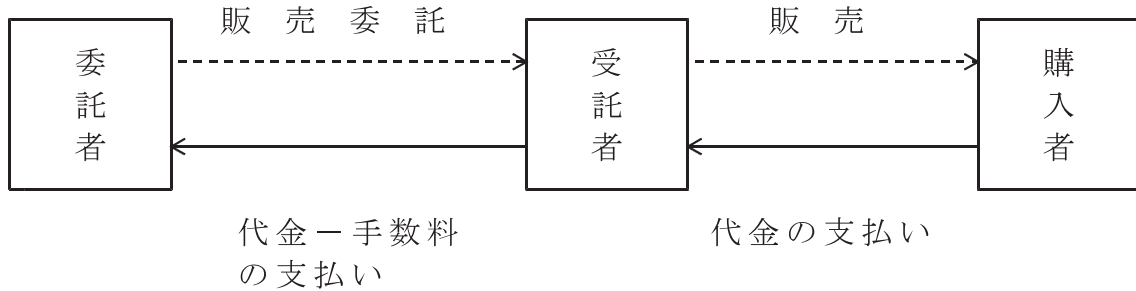 販売委託
販売
委託者
受託者
購入者
代金－手数料
の支払い
代金の支払い